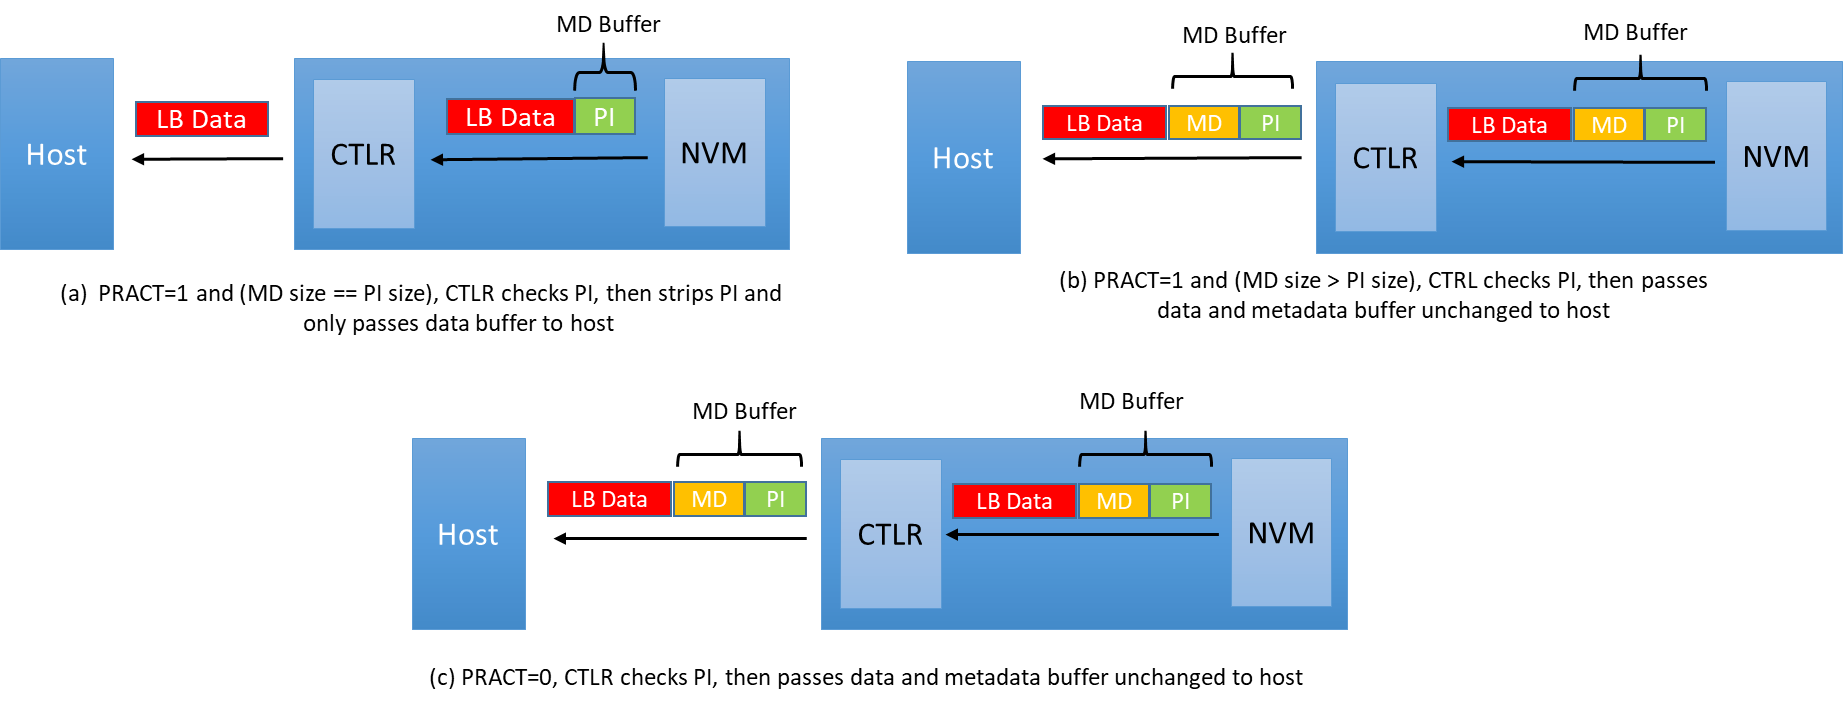 MD Buffer
LB Data
LB Data PI
Host
CTLR
NVM
(a) PRACT=1 and (MD size == PI size), CTLR checks PI, then strips PI and
only passes data buffer to host
MD Buffer
MD Buffer
LB Data MD PI
LB Data MD PI
Host
CTLR
NVM
(b) PRACT=1 and (MD size > PI size), CTRL checks PI, then passes
data and metadata buffer unchanged to host
MD Buffer
MD Buffer
LB Data MD PI
LB Data MD PI
Host
CTLR
NVM
(c) PRACT=0, CTLR checks PI, then passes data and metadata buffer unchanged to host